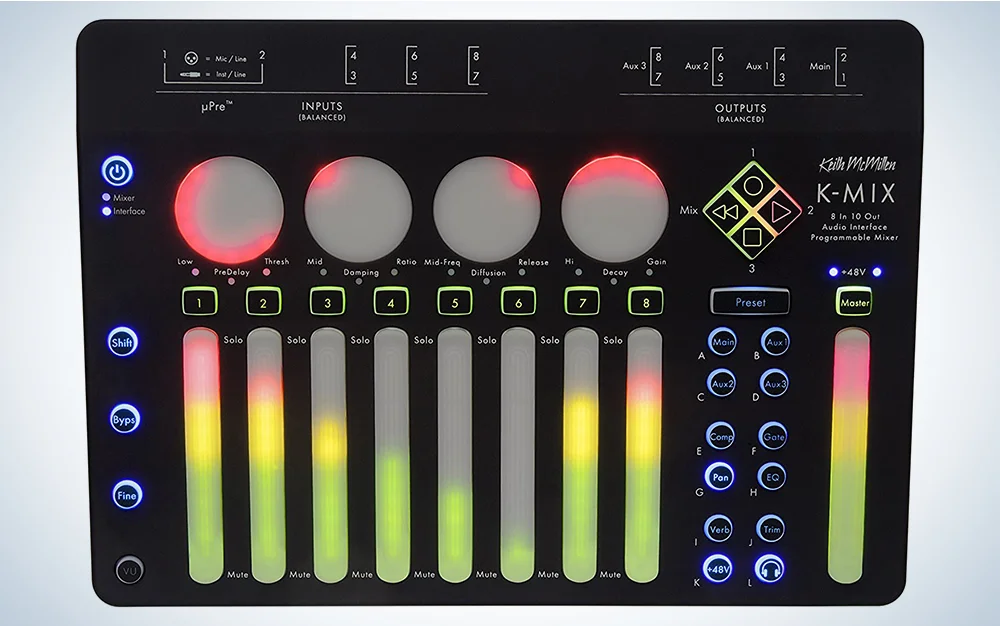 1 = Mic / Line 2
= Inst / Line
μPre™
4
3
6
5
8
7
INPUTS
(BALANCED)
Aux 3 8
7
Aux 2 6
5
Aux 1 4
3
Main 2
1
OUTPUTS
(BALANCED)
Mixer
Interface
Keith McMillen
K-MIX
8 In 10 Out
Audio Interface
Programmable Mixer
1
Mix 2
3
Low PreDelay Thresh
Mid Damping Ratio
Mid-Freq Diffusion Release
Hi Decay Gain
+48V
1 2 3 4 5 6 7 8
Preset
Master
Solo Solo Solo Solo Solo Solo Solo
Shift
Byps
Fine
VU
Main A
Aux1 B
Aux2 C
Aux3 D
Comp E
Gate F
Pan G
EQ H
Verb I
Trim J
+48V K
L
Mute Mute Mute Mute Mute Mute Mute